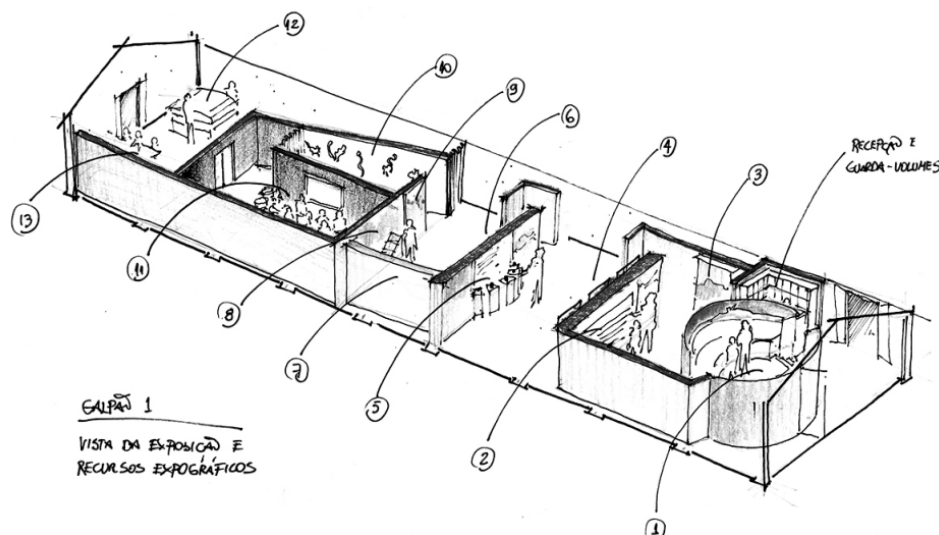 12
10
9
6
4
3
RECEPÇÃO E
GUARDA-VOLUMES
13
11
8
7
5
2
1
GALPÃO 1
VISTA DA EXPOSIÇÃO E
RECURSOS EXPOGRÁFICOS